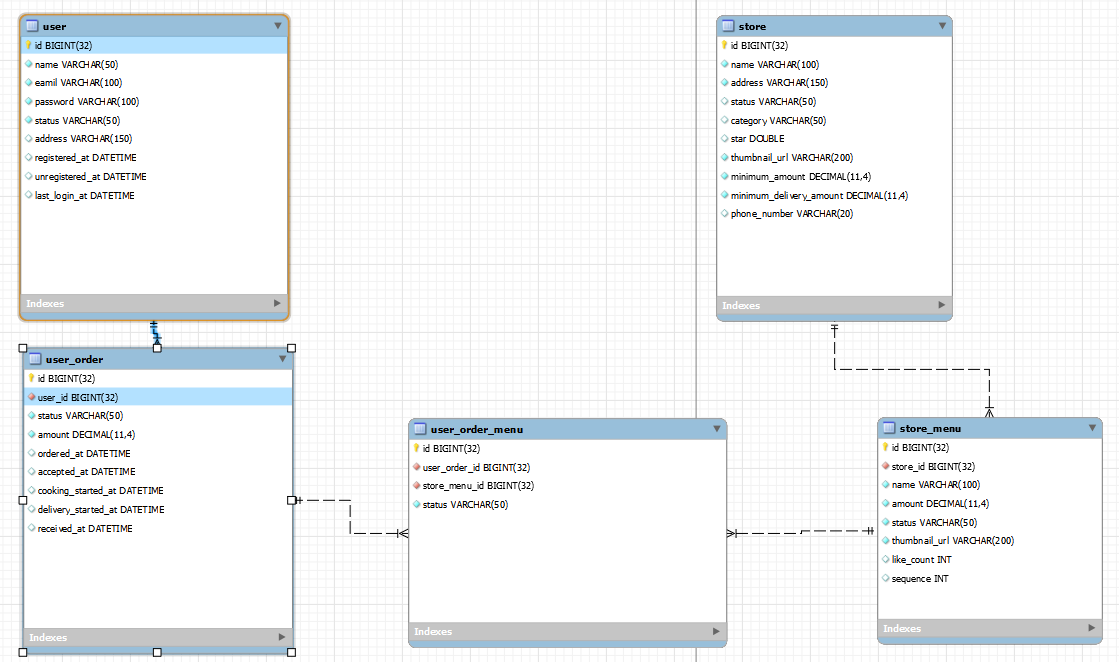 user
id BIGINT(32)
name VARCHAR(50)
eamil VARCHAR(100)
password VARCHAR(100)
status VARCHAR(50)
address VARCHAR(150)
registered_at DATETIME
unregistered_at DATETIME
last_login_at DATETIME
Indexes
store
id BIGINT(32)
name VARCHAR(100)
address VARCHAR(150)
status VARCHAR(50)
category VARCHAR(50)
star DOUBLE
thumbnail_url VARCHAR(200)
minimum_amount DECIMAL(11,4)
minimum_delivery_amount DECIMAL(11,4)
phone_number VARCHAR(20)
Indexes
user_order
id BIGINT(32)
user_id BIGINT(32)
status VARCHAR(50)
amount DECIMAL(11,4)
ordered_at DATETIME
accepted_at DATETIME
cooking_started_at DATETIME
delivery_started_at DATETIME
received_at DATETIME
Indexes
user_order_menu
id BIGINT(32)
user_order_id BIGINT(32)
store_menu_id BIGINT(32)
status VARCHAR(50)
Indexes
store_menu
id BIGINT(32)
store_id BIGINT(32)
name VARCHAR(100)
amount DECIMAL(11,4)
status VARCHAR(50)
thumbnail_url VARCHAR(200)
like_count INT
sequence INT
Indexes